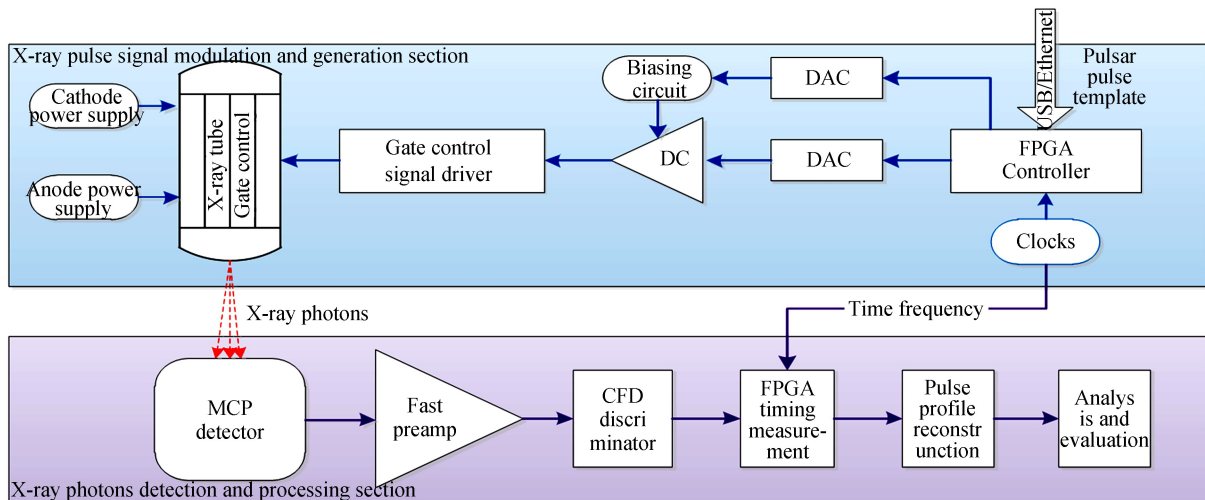 X-ray pulse signal modulation and generation section
Cathode
power supply
Anode power
supply
X-ray tube
Gate control
Gate control
signal driver
Biasing
circuit
DC
DAC
DAC
USB/Ethernet
Pulsar
pulse
template
FPGA
Controller
Clocks
X-ray photons
Time frequency
MCP
detector
Fast
preamp
CFD
discri
minator
FPGA
timing
measure-
ment
Pulse
profile
reconstr
unction
Analys
is and
evaluation
X-ray photons detection and processing section